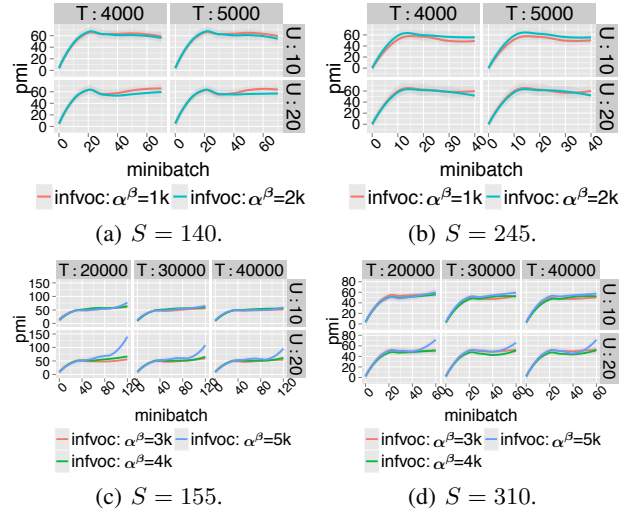 T : 4000 T : 5000
60
40
20
0
U : 10
60
40
20
0
U : 20
pmi
0 20 40 60 0 20 40 60
minibatch
infvoc: αβ=1k infvoc: αβ=2k
(a) S = 140.
T : 4000 T : 5000
60
40
20
0
U : 10
60
40
20
0
U : 20
pmi
0 10 20 30 40 0 10 20 30 40
minibatch
infvoc: αβ=1k infvoc: αβ=2k
(b) S = 245.
T : 20000 T : 30000 T : 40000
150
100
50
0
U : 10
150
100
50
0
U : 20
pmi
0 40 80 120 0 40 80 120 0 40 80 120
minibatch
infvoc: αβ=3k infvoc: αβ=5k
infvoc: αβ=4k
(c) S = 155.
T : 20000 T : 30000 T : 40000
80
60
40
20
0
U : 10
80
60
40
20
0
U : 20
pmi
0 20 40 60 0 20 40 60 0 20 40 60
minibatch
infvoc: αβ=3k infvoc: αβ=5k
infvoc: αβ=4k
(d) S = 310.